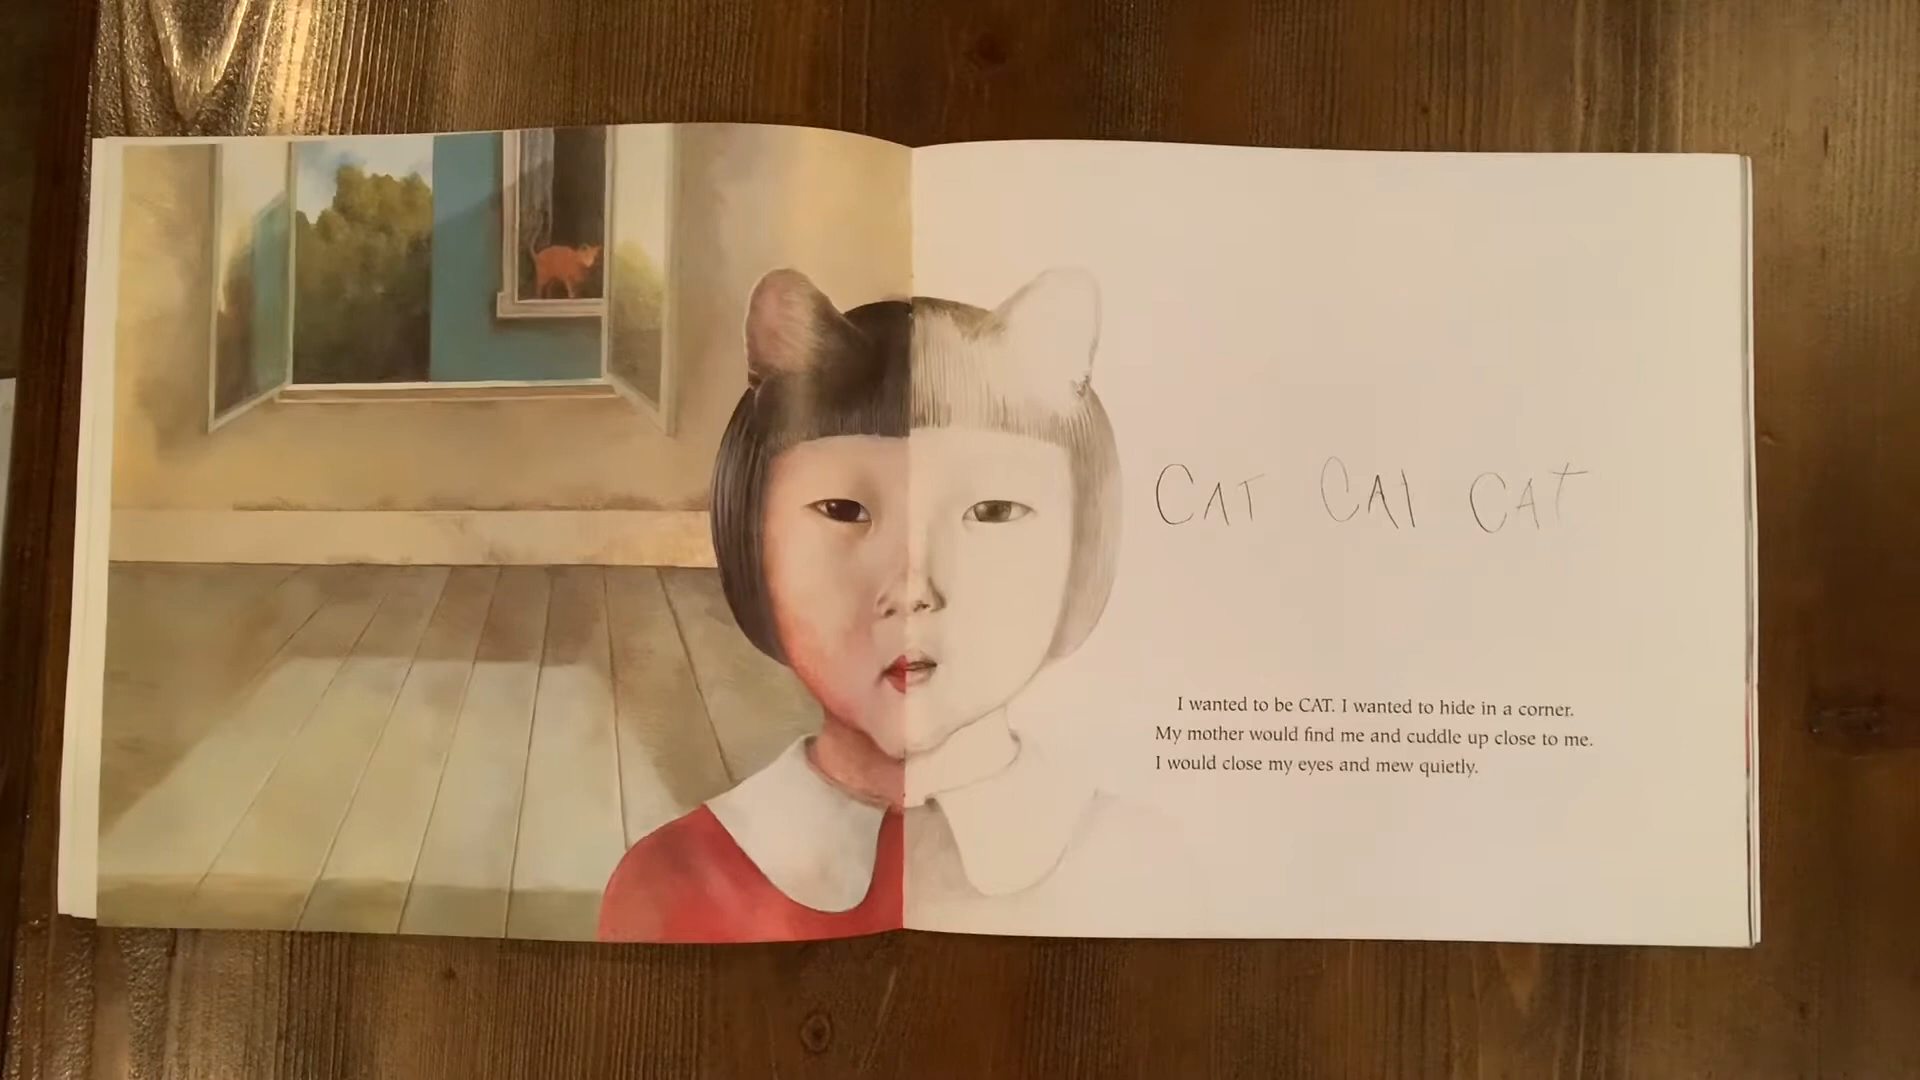 CAT CAI CAT
I wanted to be CAT. I wanted to hide in a corner.
My mother would find me and cuddle up close to me.
I would close my eyes and mew quietly.